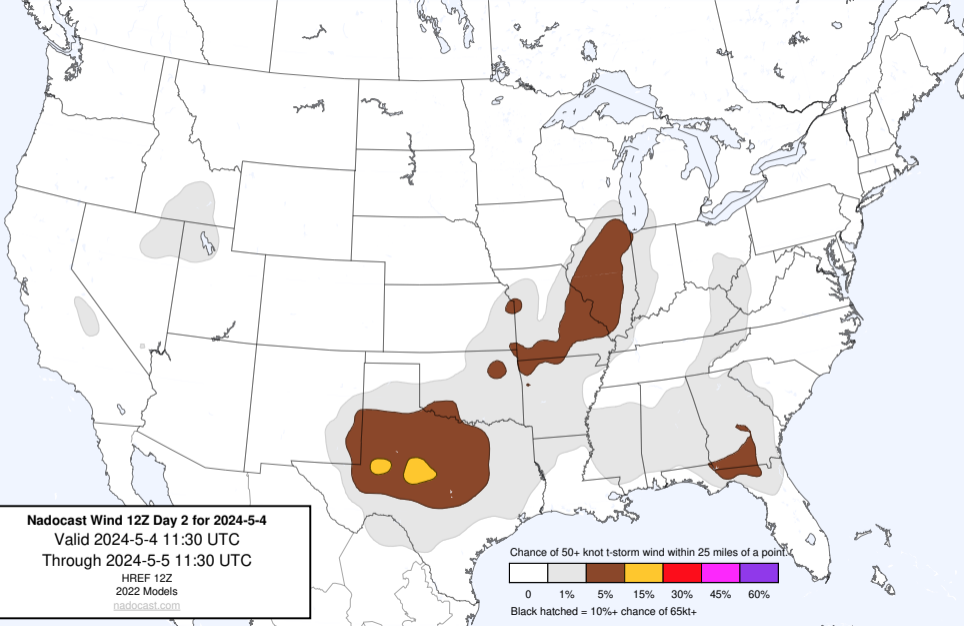 Nadocast Wind 12Z Day 2 for 2024-5-4
Valid 2024-5-4 11:30 UTC
Through 2024-5-5 11:30 UTC
HREF 12Z
2022 Models
nadocast.com
Chance of 50+ knot t-storm wind within 25 miles of a point.
0 1% 5% 15% 30% 45% 60%
Black hatched = 10%+ chance of 65kt+